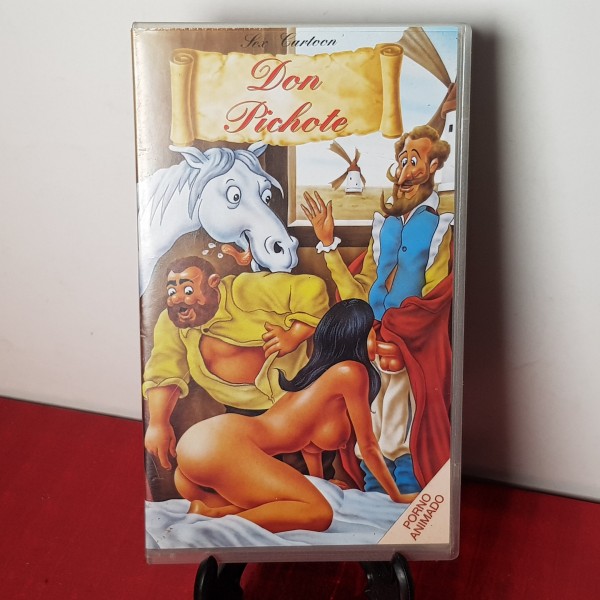 Sex Cartoon
Don
Pichote
PORNO
ANIMADO